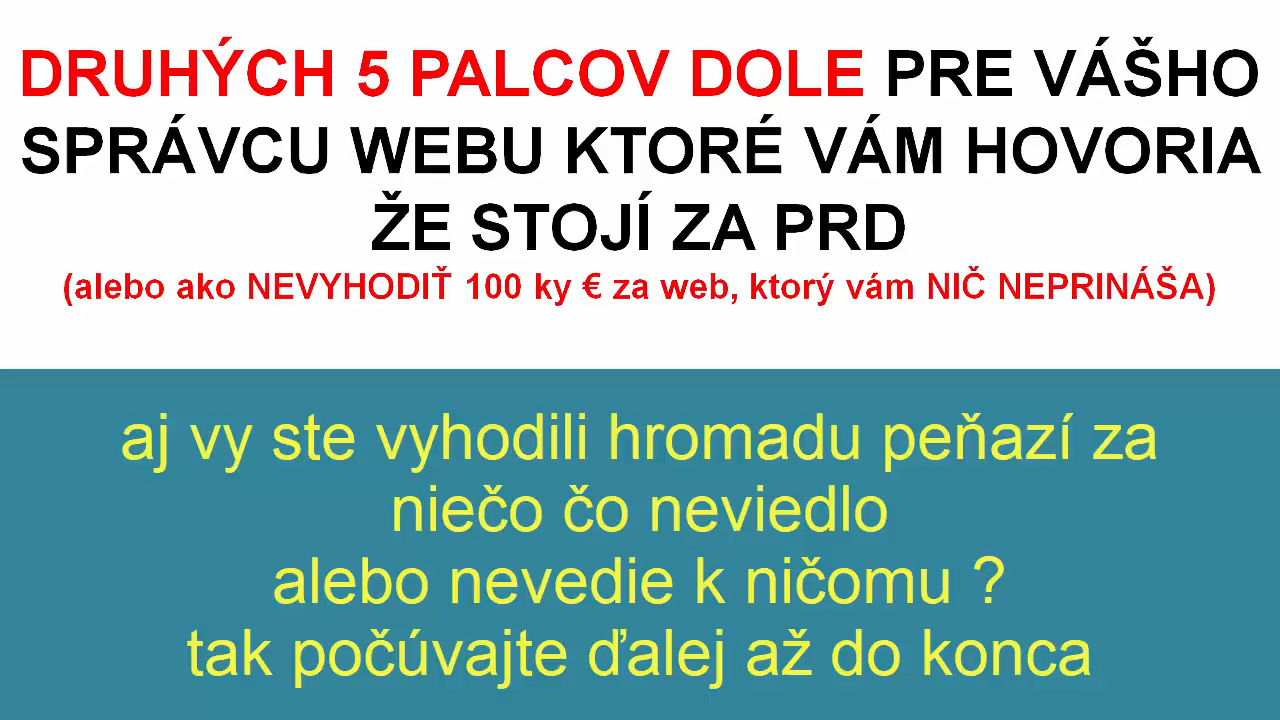 DRUHÝCH 5 PALCOV DOLE PRE VÁŠHO
SPRÁVCU WEBU KTORÉ VÁM HOVORIA
ŽE STOJÍ ZA PRD
(alebo ako NEVYHODIŤ 100 ky € za web, ktorý vám NIČ NEPRINÁŠA)
aj vy ste vyhodili hromadu peňazí za
niečo čo neviedlo
alebo nevedie k ničomu ?
tak počúvajte ďalej až do konca